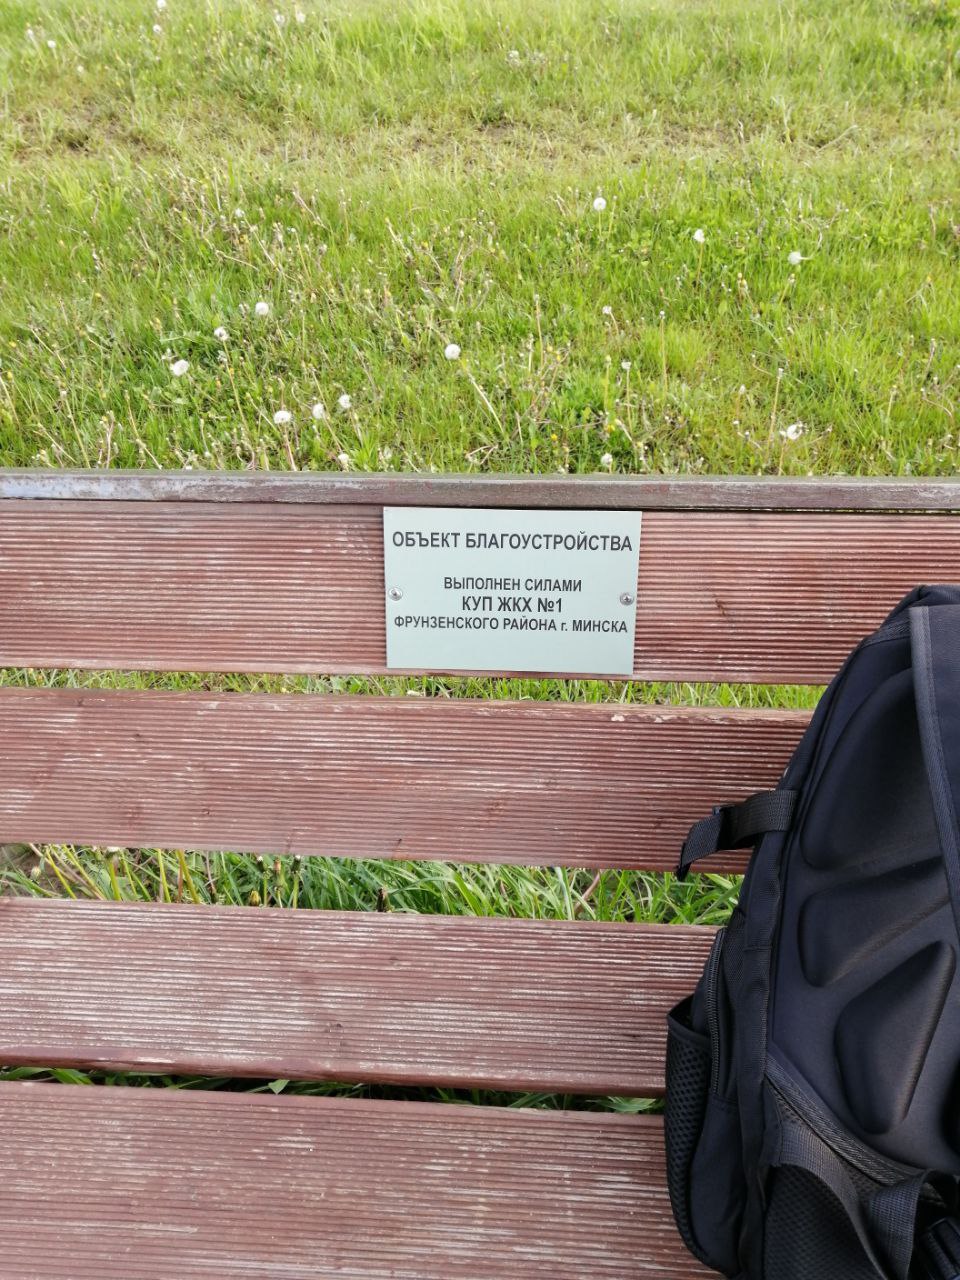 ОБЪЕКТ БЛАГОУСТРОЙСТВА
ВЫПОЛНЕН СИЛАМИ
КУП ЖКХ №1
ФРУНЗЕНСКОГО РАЙОНА г. МИНСКА